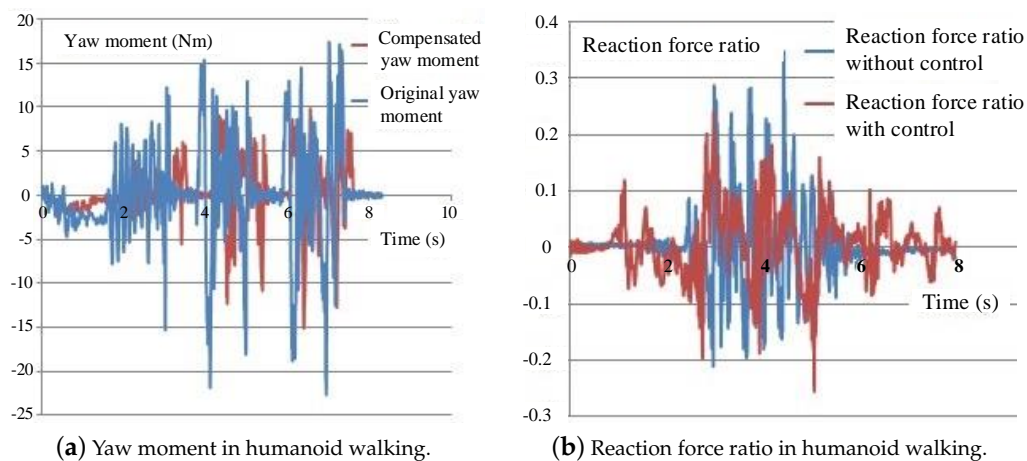 20
15
10
5
0
-5
-10
-15
-20
-25
Yaw moment (Nm)
Compensated
yaw moment
Original yaw
moment
0 2 4 6 8 10
Time (s)
(a) Yaw moment in humanoid walking.
0.4
0.3
0.2
0.1
0
-0.1
-0.2
-0.3
Reaction force ratio
Reaction force ratio
without control
Reaction force ratio
with control
0 2 4 6 8
Time (s)
(b) Reaction force ratio in humanoid walking.